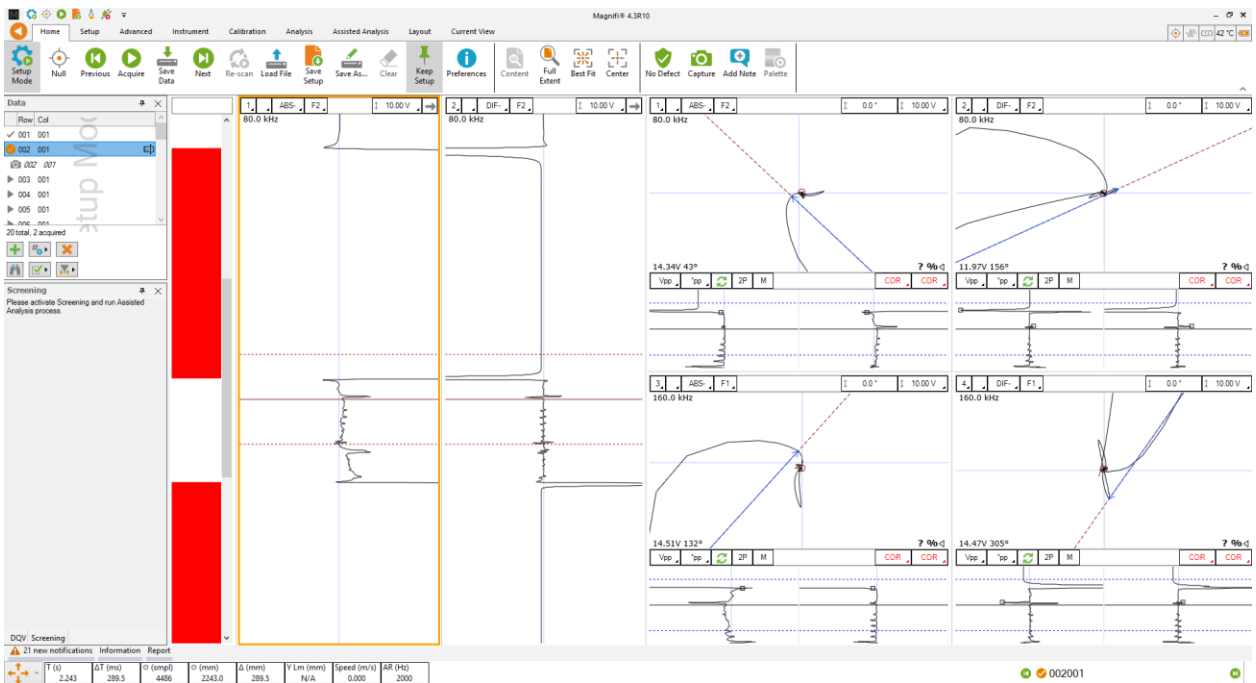 Magnifi® 4.3R10
Home Setup Advanced Instrument Calibration Analysis Assisted Analysis Layout Current View
42 °C
Setup Mode Null Previous Acquire Save Data Next Re-scan Load File Save Setup Save As... Clear Keep Setup Preferences Content Full Extent Best Fit Center No Defect Capture Add Note Palette
Data
Row Col
001 001
002 001
002 001
003 001
004 001
005 001
006 001
Setup Mo
20 total, 2 acquired
Screening
Please activate Screening and run Assisted
Analysis process.
DQV Screening
1 ABS- F2 10.00 V
80.0 kHz
2 DIF- F2 10.00 V
80.0 kHz
1 ABS- F2 0.0 ° 10.00 V
80.0 kHz
14.34V 43° ? %
Vpp °pp 2P M COR COR
2 DIF- F2 0.0 ° 10.00 V
80.0 kHz
11.97V 156° ? %
Vpp °pp 2P M COR COR
3 ABS- F1 0.0 ° 10.00 V
160.0 kHz
14.51V 132° ? %
Vpp °pp 2P M COR COR
4 DIF- F1 0.0 ° 10.00 V
160.0 kHz
14.47V 305° ? %
Vpp °pp 2P M COR COR
21 new notifications Information Report
T (s) ΔT (ms) ⊙ (smpl) ⊙ (mm) Δ (mm) Y Lm (mm) Speed (m/s) AR (Hz)
2.243 289.5 4486 2243.0 289.5 N/A 0.000 2000
002001